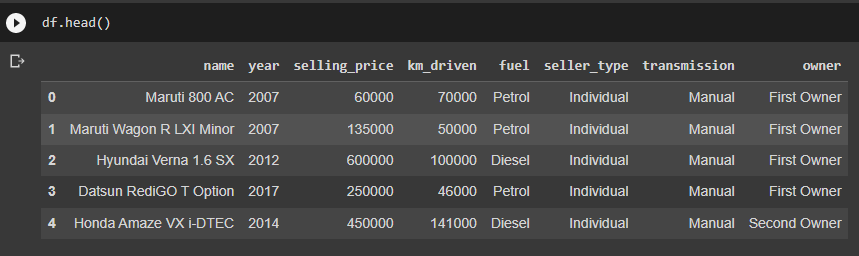 df.head()
name year selling_price km_driven fuel seller_type transmission owner
0 Maruti 800 AC 2007 60000 70000 Petrol Individual Manual First Owner
1 Maruti Wagon R LXI Minor 2007 135000 50000 Petrol Individual Manual First Owner
2 Hyundai Verna 1.6 SX 2012 600000 100000 Diesel Individual Manual First Owner
3 Datsun RediGO T Option 2017 250000 46000 Petrol Individual Manual First Owner
4 Honda Amaze VX i-DTEC 2014 450000 141000 Diesel Individual Manual Second Owner